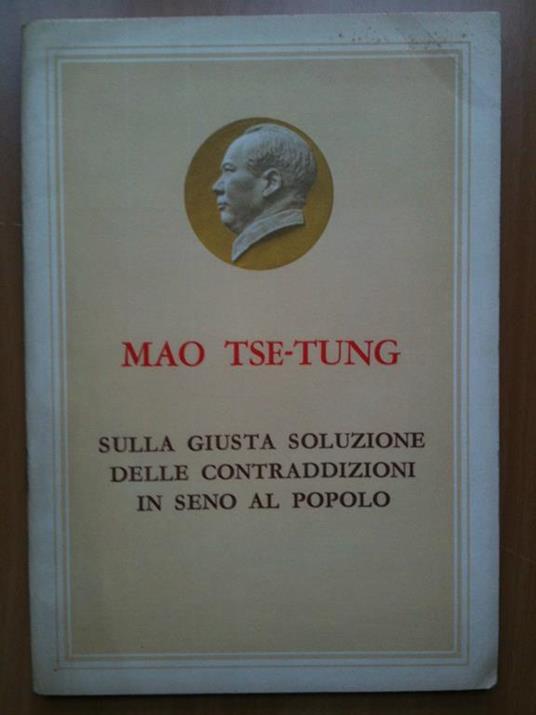 MAO TSE-TUNG
SULLA GIUSTA SOLUZIONE
DELLE CONTRADDIZIONI
IN SENO AL POPOLO